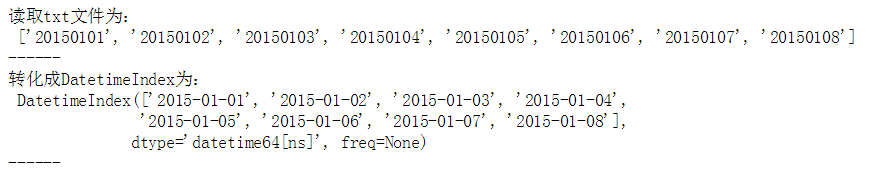 读取txt文件为:
['20150101', '20150102', '20150103', '20150104', '20150105', '20150106', '20150107', '20150108']
------
转化成DatetimeIndex为:
DatetimeIndex(['2015-01-01', '2015-01-02', '2015-01-03', '2015-01-04',
'2015-01-05', '2015-01-06', '2015-01-07', '2015-01-08'],
dtype='datetime64[ns]', freq=None)
------